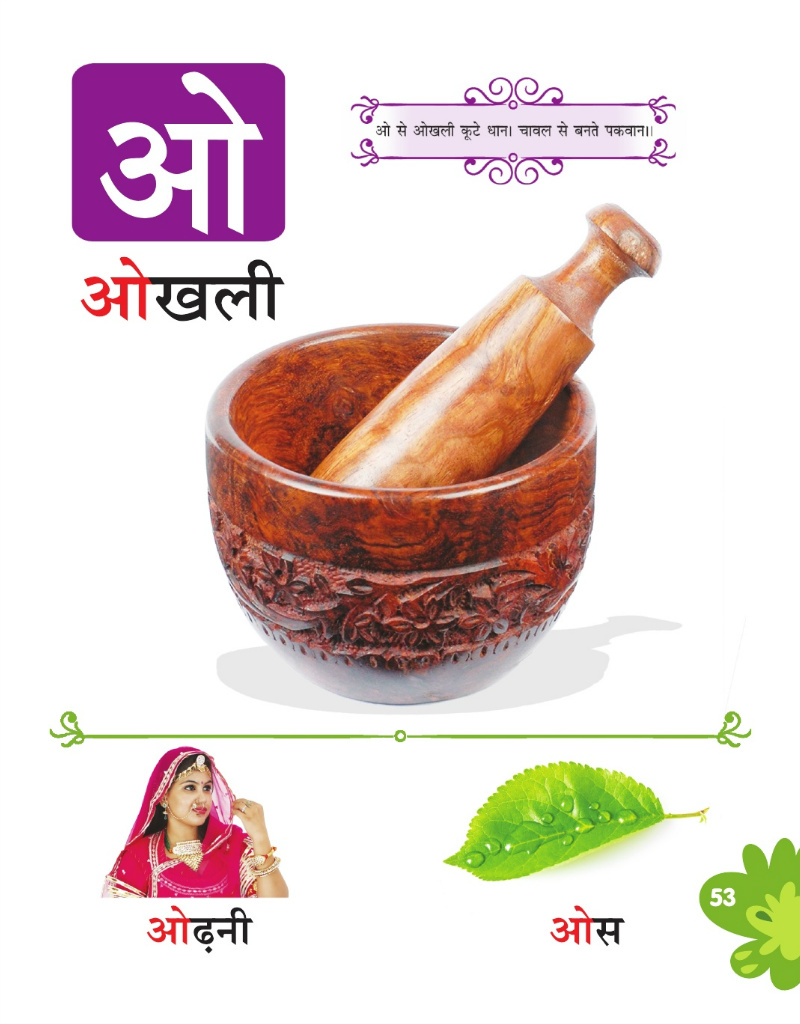 ओ
ओ से ओखली कूटे धान। चावल से बनते पकवान।।
ओखली
ओढ़नी
ओस
53